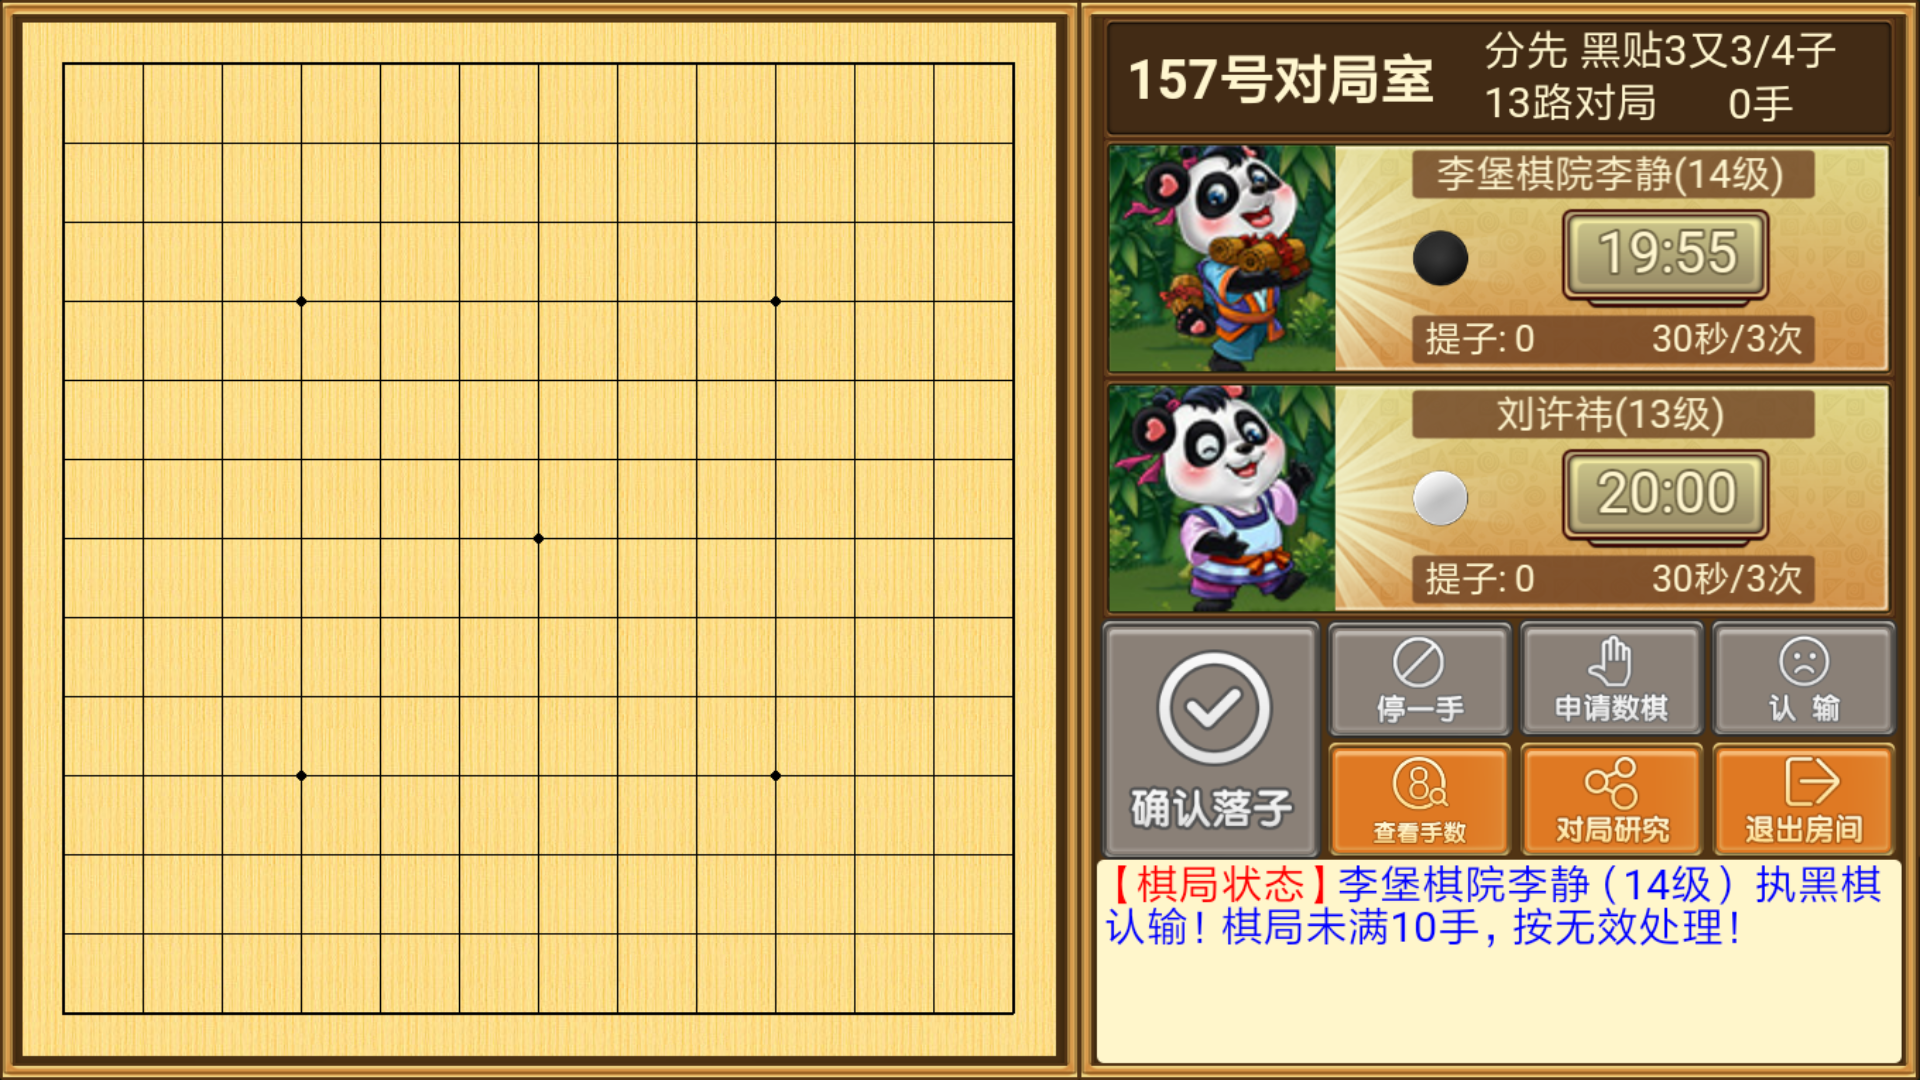 157号对局室
分先 黑贴3又3/4子
13路对局 0手
李堡棋院李静(14级)
19:55
提子: 0 30秒/3次
刘许祎(13级)
20:00
提子: 0 30秒/3次
确认落子
停一手
申请数棋
认 输
8
查看手数
对局研究
退出房间
【棋局状态】李堡棋院李静（14级）执黑棋
认输！棋局未满10手，按无效处理！